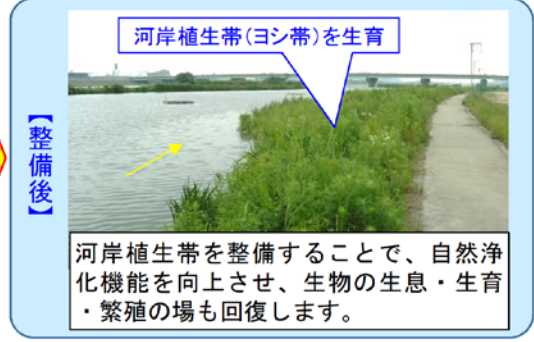 河岸植生帯(ヨシ帯)を生育
【整備後】
河岸植生帯を整備することで、自然浄
化機能を向上させ、生物の生息・生育
・繁殖の場も回復します。